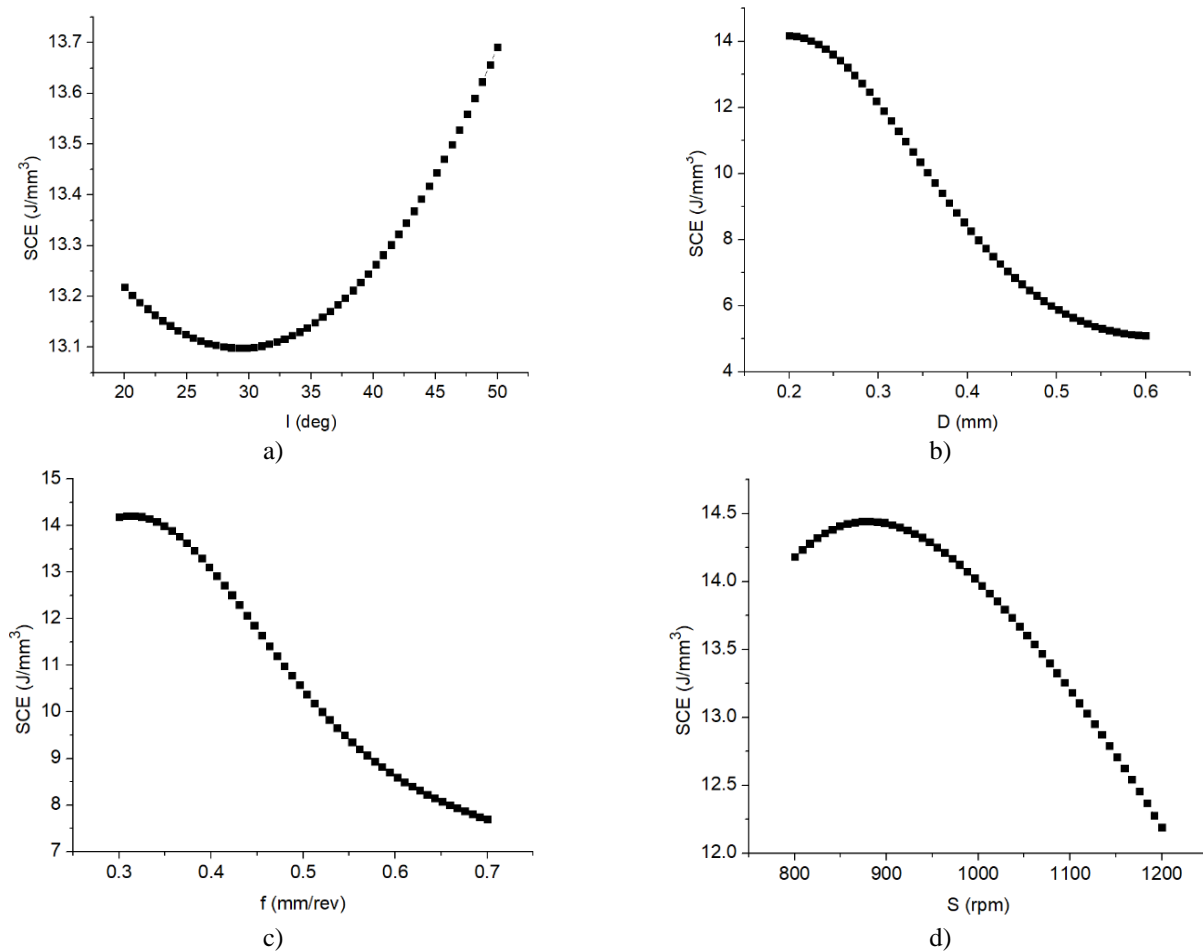 13.7
13.6
13.5
13.4
13.3
13.2
13.1
SCE (J/mm³)
20 25 30 35 40 45 50
I (deg)
a)
14
12
10
8
6
4
SCE (J/mm³)
0.2 0.3 0.4 0.5 0.6
D (mm)
b)
15
14
13
12
11
10
9
8
7
SCE (J/mm³)
0.3 0.4 0.5 0.6 0.7
f (mm/rev)
c)
14.5
14.0
13.5
13.0
12.5
12.0
SCE (J/mm³)
800 900 1000 1100 1200
S (rpm)
d)